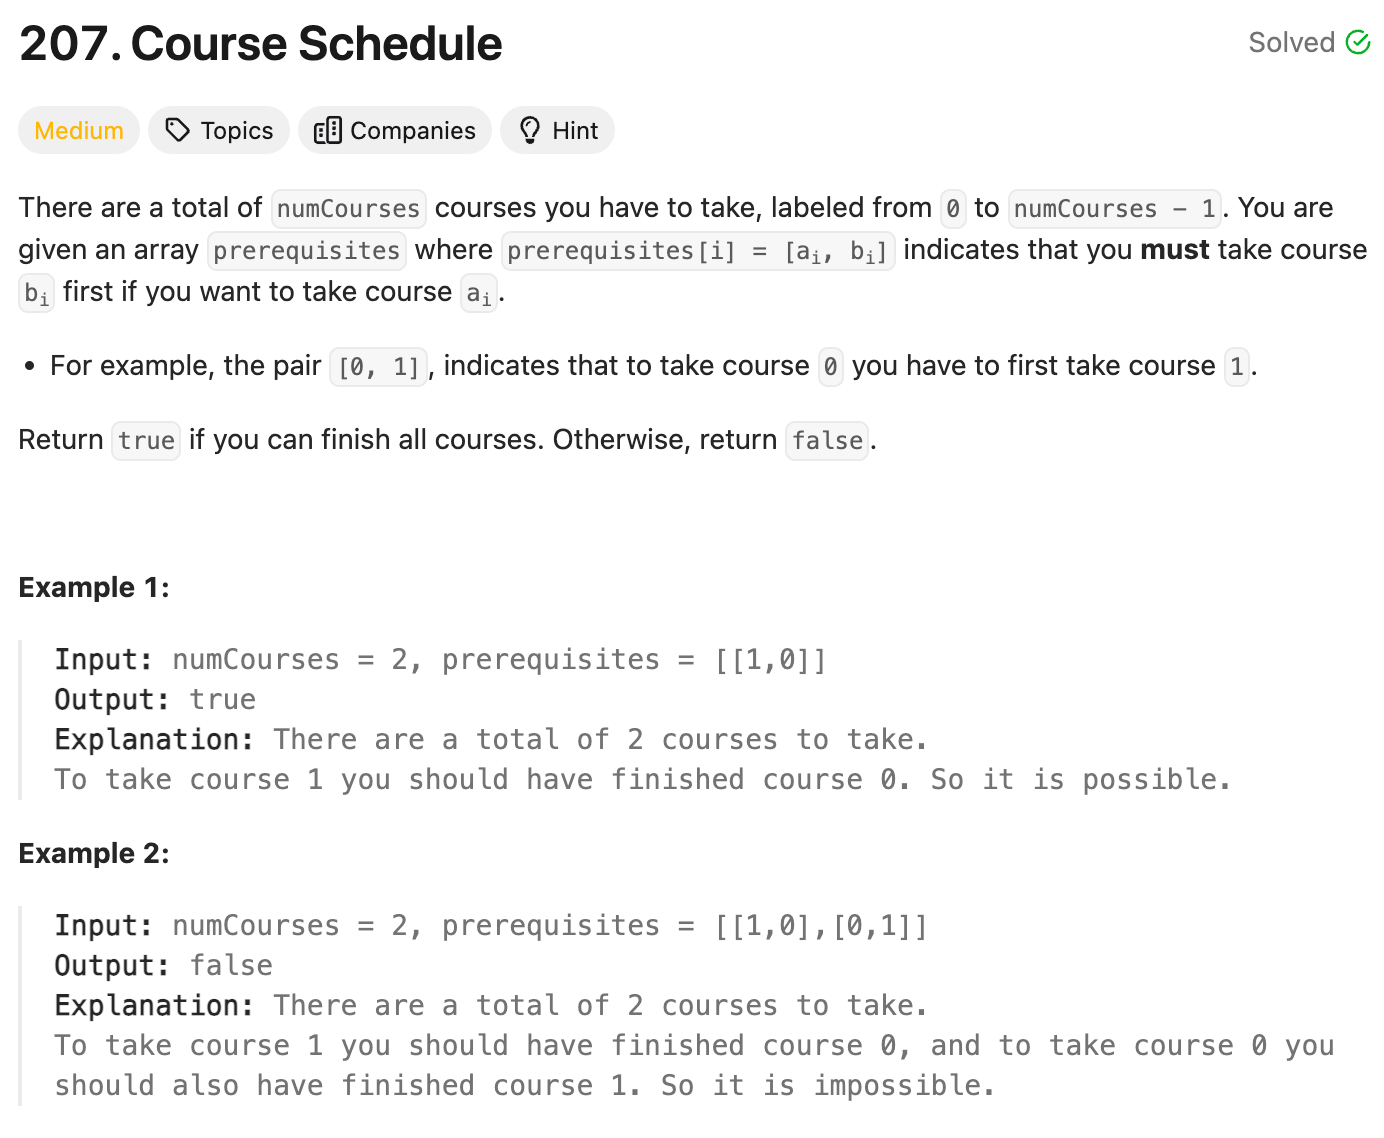 207. Course Schedule
Solved
Medium Topics Companies Hint
There are a total of numCourses courses you have to take, labeled from 0 to numCourses - 1. You are
given an array prerequisites where prerequisites[i] = [ai, bi] indicates that you must take course
bi first if you want to take course ai.
• For example, the pair [0, 1], indicates that to take course 0 you have to first take course 1.
Return true if you can finish all courses. Otherwise, return false.
Example 1:
Input: numCourses = 2, prerequisites = [[1,0]]
Output: true
Explanation: There are a total of 2 courses to take.
To take course 1 you should have finished course 0. So it is possible.
Example 2:
Input: numCourses = 2, prerequisites = [[1,0],[0,1]]
Output: false
Explanation: There are a total of 2 courses to take.
To take course 1 you should have finished course 0, and to take course 0 you
should also have finished course 1. So it is impossible.